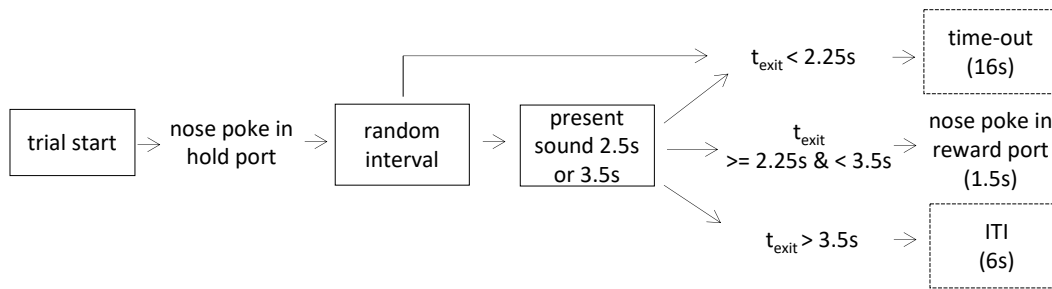 trial start
nose poke in
hold port
random
interval
present
sound 2.5s
or 3.5s
t_exit < 2.25s
time-out
(16s)
t_exit
>= 2.25s & < 3.5s
nose poke in
reward port
(1.5s)
t_exit > 3.5s
ITI
(6s)